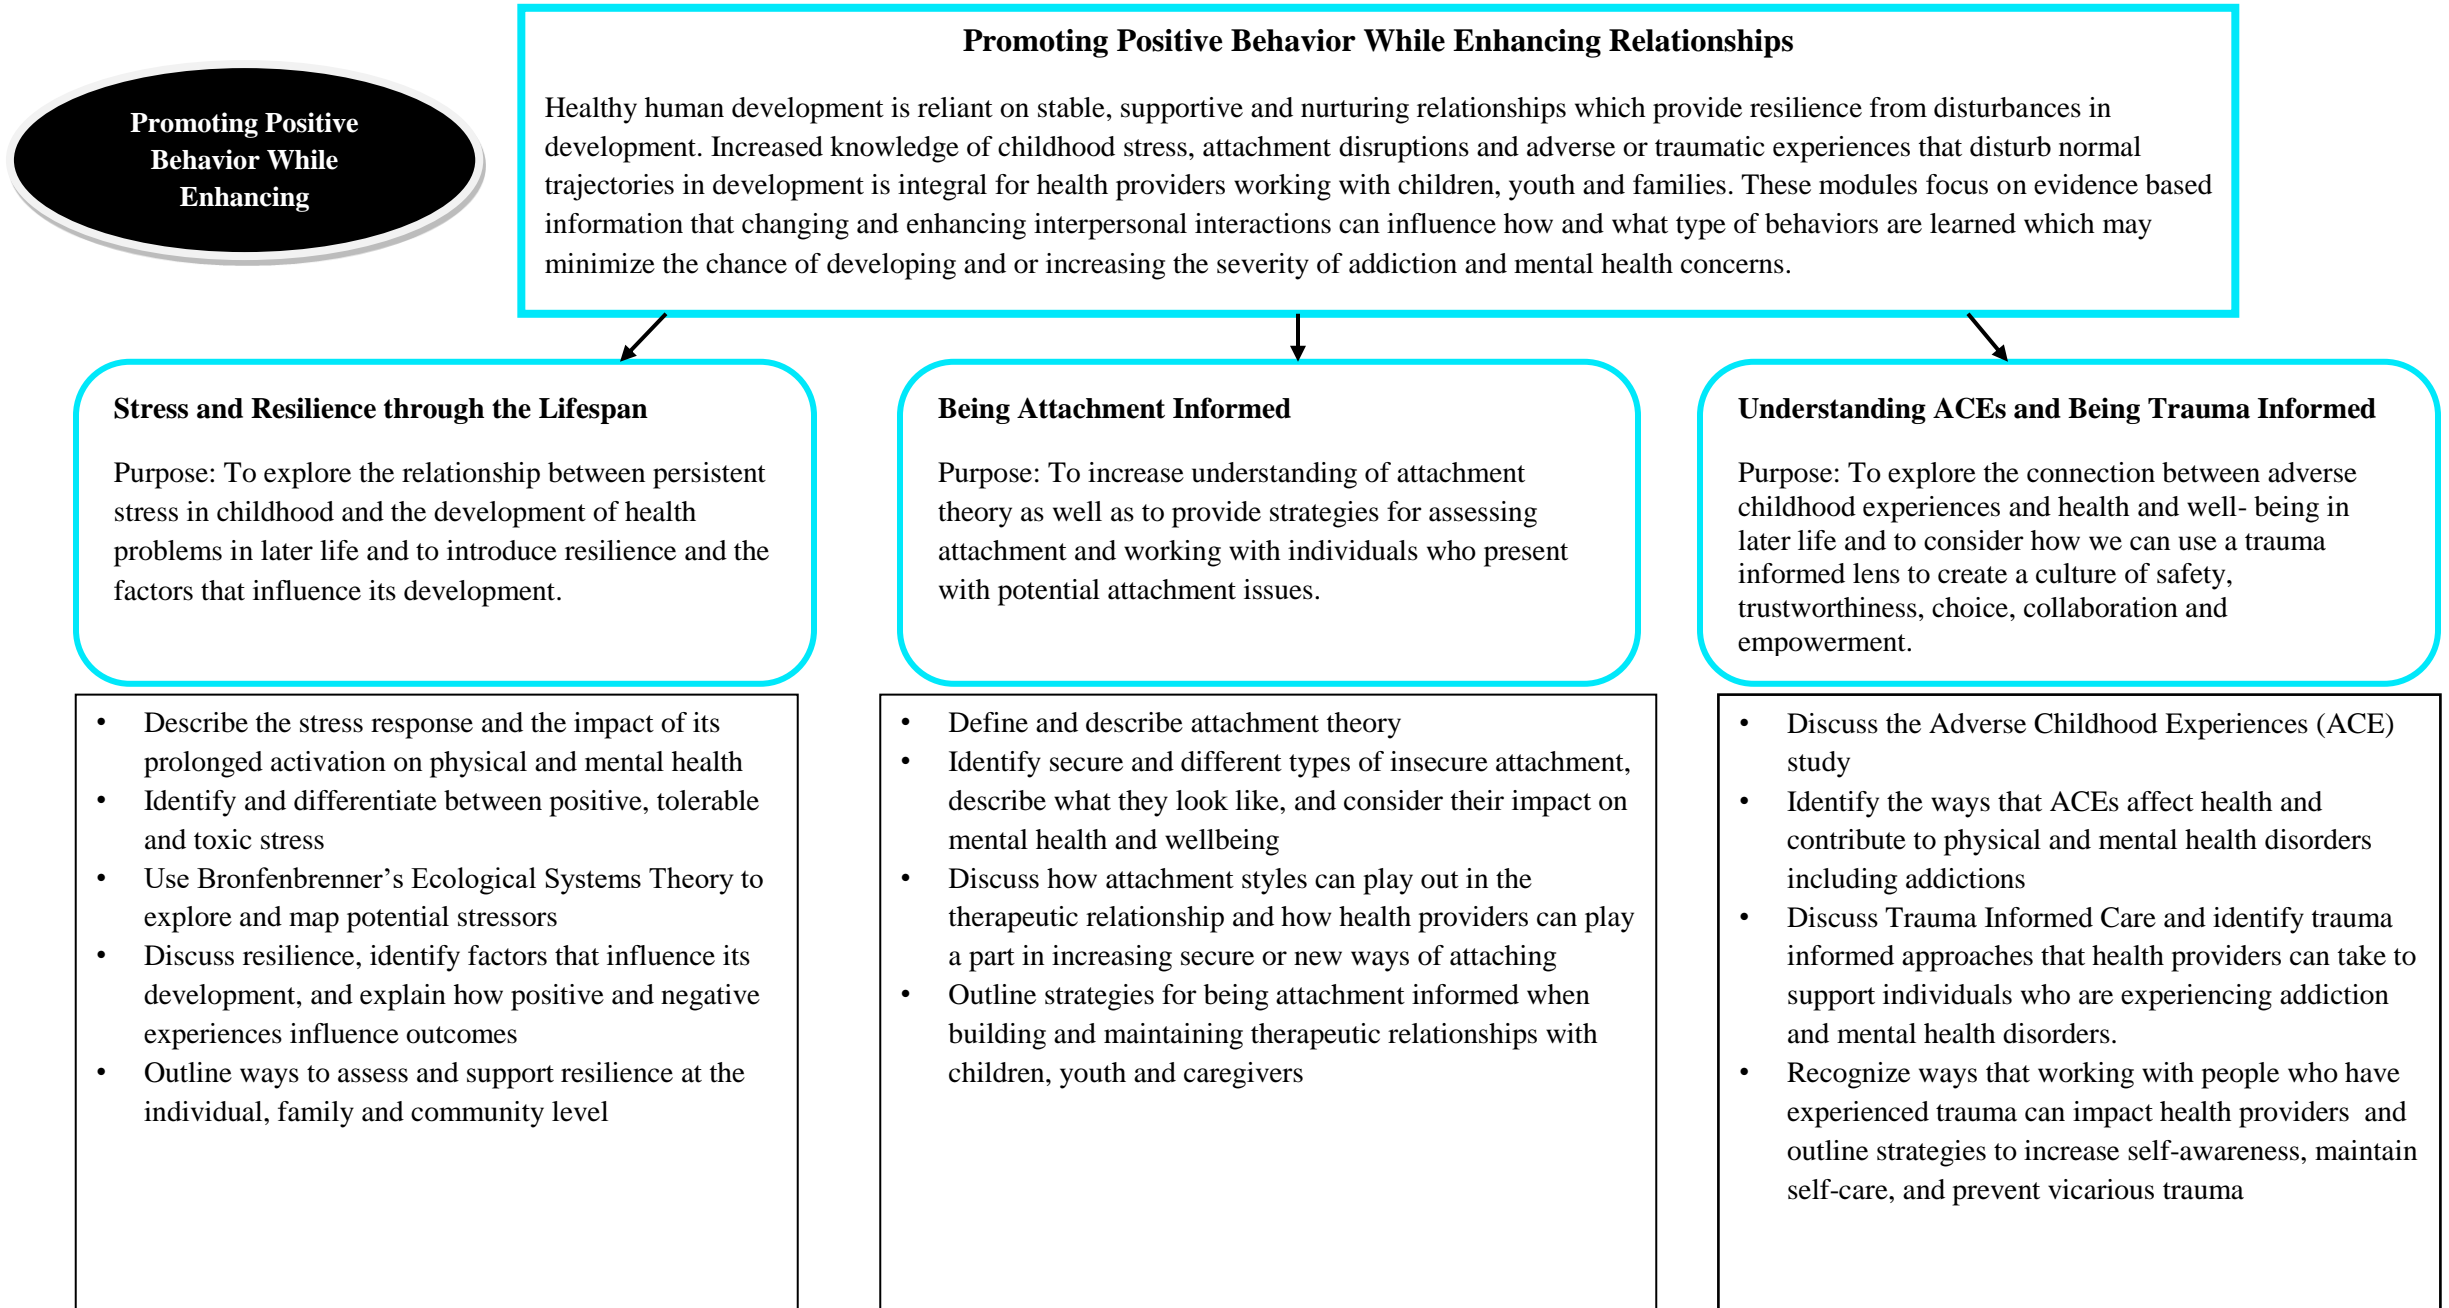 Promoting Positive
Behavior While
Enhancing
Promoting Positive Behavior While Enhancing Relationships
Healthy human development is reliant on stable, supportive and nurturing relationships which provide resilience from disturbances in
development. Increased knowledge of childhood stress, attachment disruptions and adverse or traumatic experiences that disturb normal
trajectories in development is integral for health providers working with children, youth and families. These modules focus on evidence based
information that changing and enhancing interpersonal interactions can influence how and what type of behaviors are learned which may
minimize the chance of developing and or increasing the severity of addiction and mental health concerns.
Stress and Resilience through the Lifespan
Purpose: To explore the relationship between persistent
stress in childhood and the development of health
problems in later life and to introduce resilience and the
factors that influence its development.
• Describe the stress response and the impact of its
prolonged activation on physical and mental health
• Identify and differentiate between positive, tolerable
and toxic stress
• Use Bronfenbrenner’s Ecological Systems Theory to
explore and map potential stressors
• Discuss resilience, identify factors that influence its
development, and explain how positive and negative
experiences influence outcomes
• Outline ways to assess and support resilience at the
individual, family and community level
Being Attachment Informed
Purpose: To increase understanding of attachment
theory as well as to provide strategies for assessing
attachment and working with individuals who present
with potential attachment issues.
• Define and describe attachment theory
• Identify secure and different types of insecure attachment,
describe what they look like, and consider their impact on
mental health and wellbeing
• Discuss how attachment styles can play out in the
therapeutic relationship and how health providers can play
a part in increasing secure or new ways of attaching
• Outline strategies for being attachment informed when
building and maintaining therapeutic relationships with
children, youth and caregivers
Understanding ACEs and Being Trauma Informed
Purpose: To explore the connection between adverse
childhood experiences and health and well- being in
later life and to consider how we can use a trauma
informed lens to create a culture of safety,
trustworthiness, choice, collaboration and
empowerment.
• Discuss the Adverse Childhood Experiences (ACE)
study
• Identify the ways that ACEs affect health and
contribute to physical and mental health disorders
including addictions
• Discuss Trauma Informed Care and identify trauma
informed approaches that health providers can take to
support individuals who are experiencing addiction
and mental health disorders.
• Recognize ways that working with people who have
experienced trauma can impact health providers  and
outline strategies to increase self-awareness, maintain
self-care, and prevent vicarious trauma